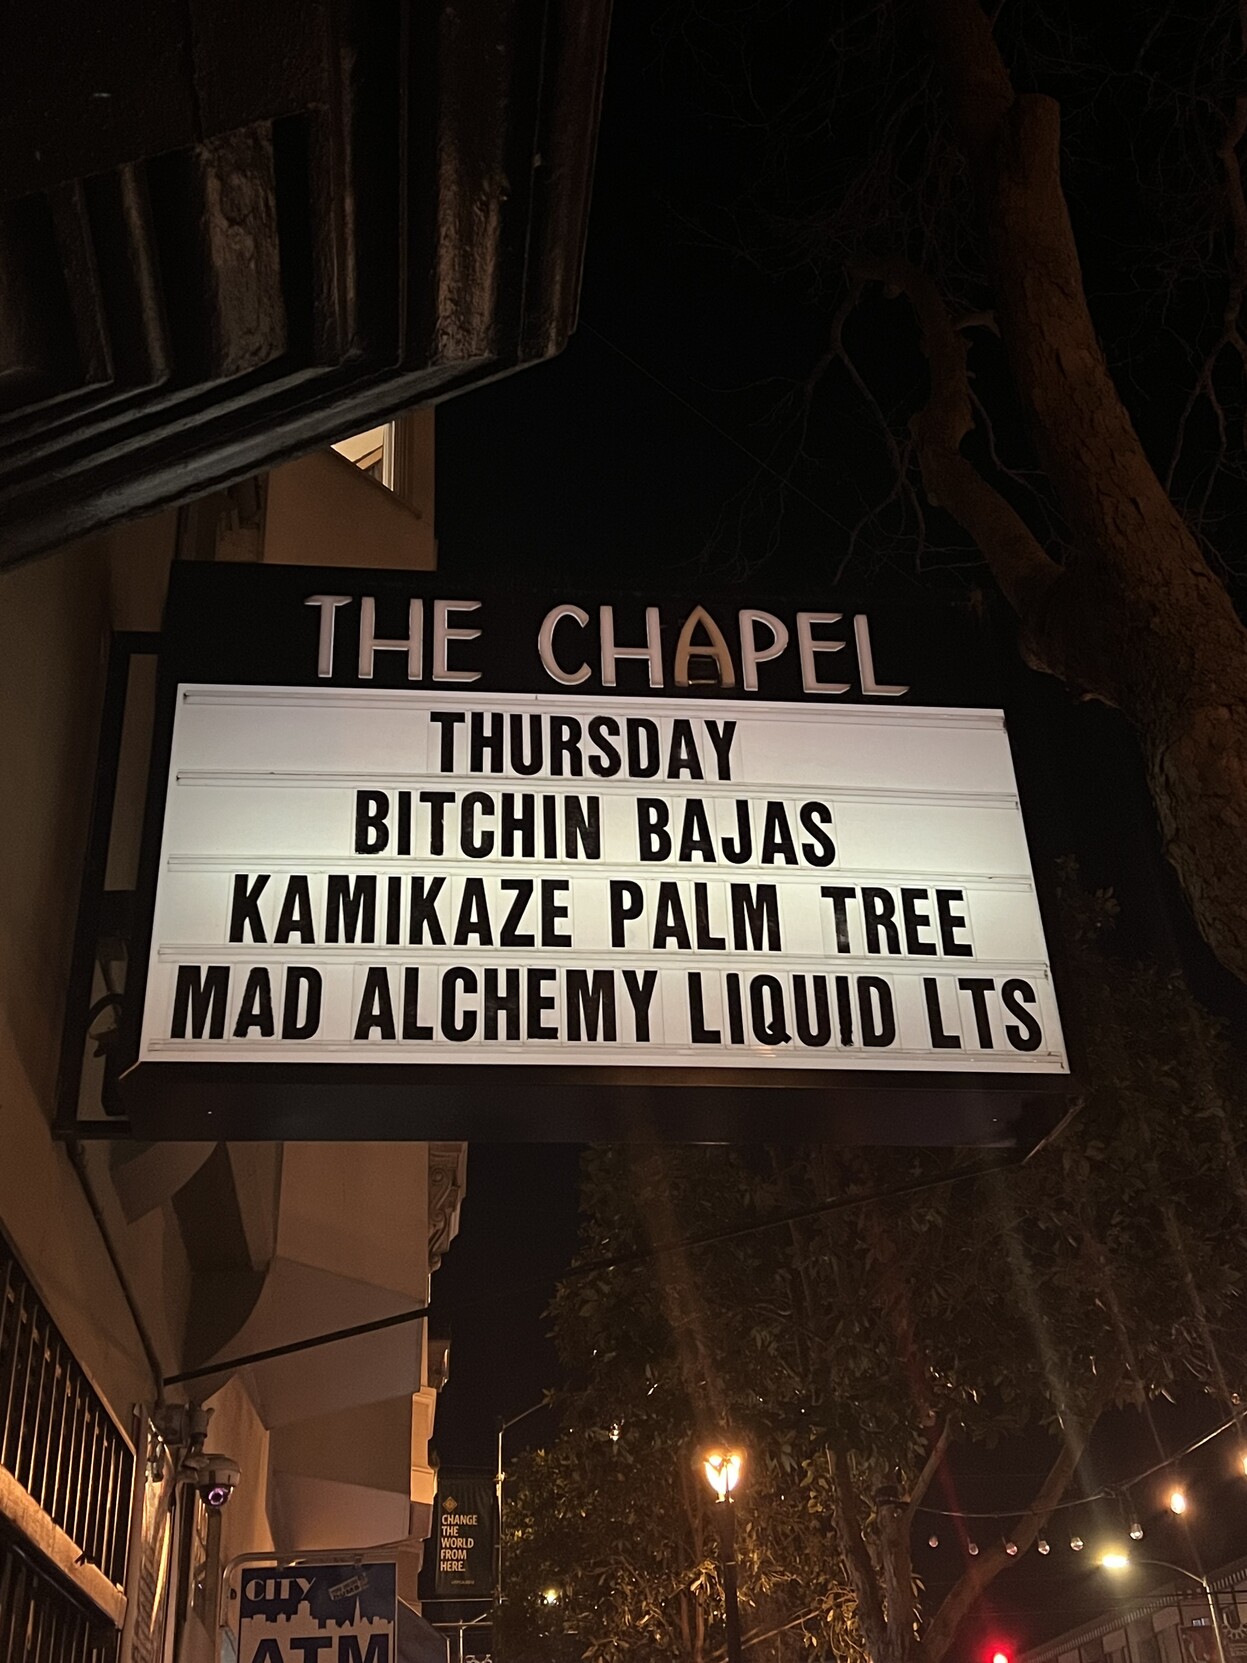 THE CHAPEL
THURSDAY
BITCHIN BAJAS
KAMIKAZE PALM TREE
MAD ALCHEMY LIQUID LTS
CHANGE
THE
WORLD
FROM
HERE.
CITY
ATM